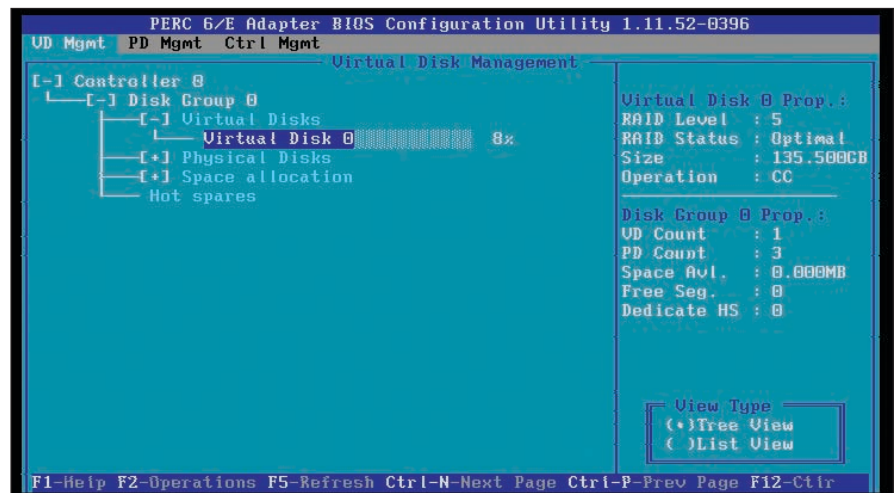 PERC 6/E Adapter BIOS Configuration Utility 1.11.52-0396
VD Mgmt PD Mgmt Ctrl Mgmt
Virtual Disk Management
[-] Controller 0
[-] Disk Group 0
[-] Virtual Disks
Virtual Disk 0 8%
[+] Physical Disks
[+] Space allocation
Hot spares
Virtual Disk 0 Prop.:
RAID Level : 5
RAID Status : Optimal
Size : 135.500GB
Operation : CC
Disk Group 0 Prop.:
VD Count : 1
PD Count : 3
Space Avl. : 0.000MB
Free Seg. : 0
Dedicate HS : 0
View Type
(•)Tree View
( )List View
F1-Help F2-Operations F5-Refresh Ctrl-N-Next Page Ctrl-P-Prev Page F12-Ctlr